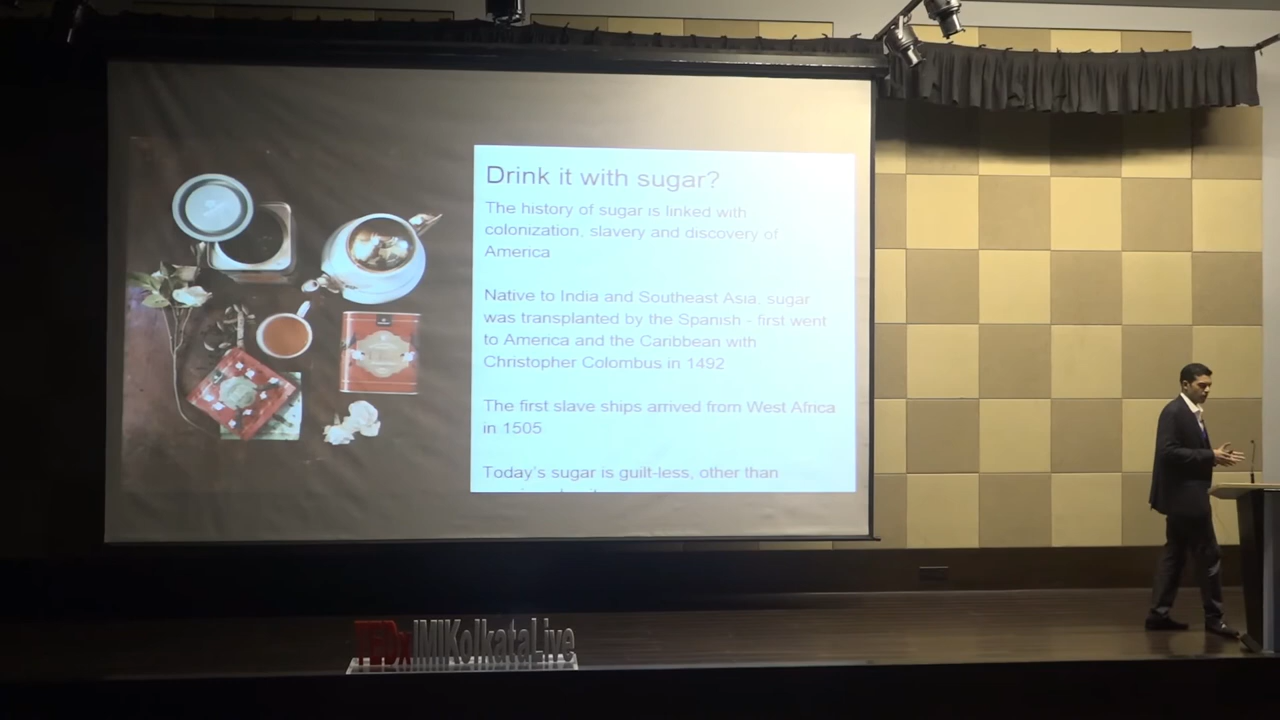 Drink it with sugar?
The history of sugar is linked with
colonization, slavery and discovery of
America
Native to India and Southeast Asia, sugar
was transplanted by the Spanish - first went
to America and the Caribbean with
Christopher Colombus in 1492
The first slave ships arrived from West Africa
in 1505
Today's sugar is guilt-less, other than
TEDxIMIKolkataLive